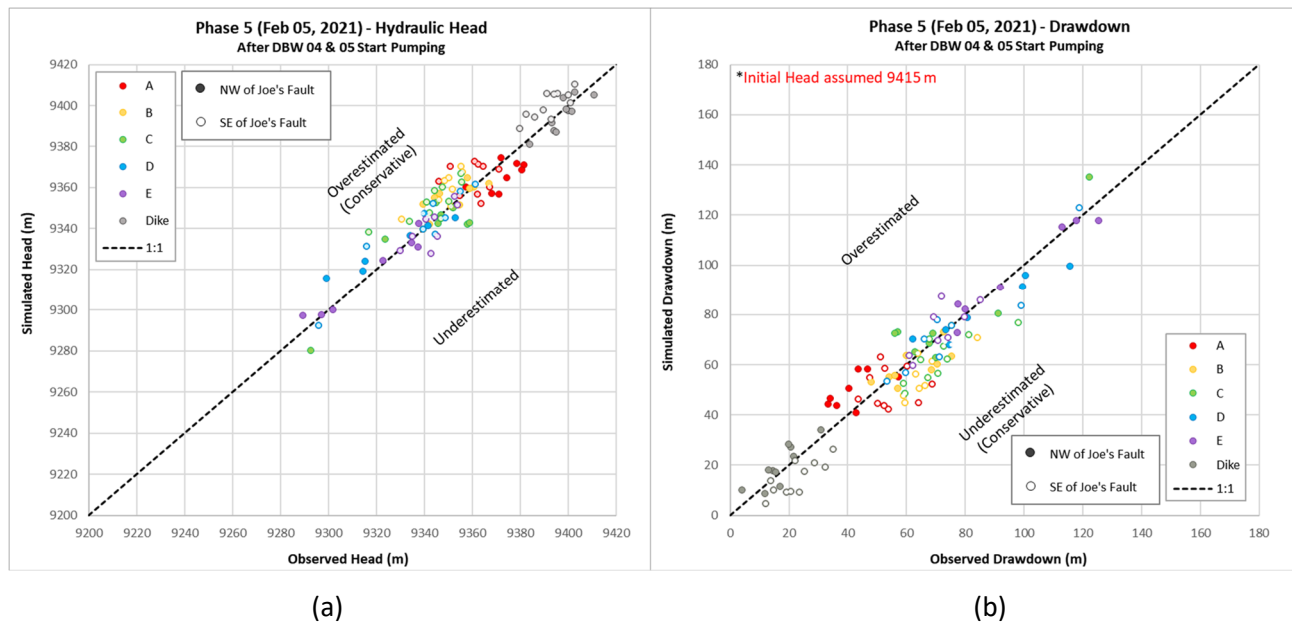 Phase 5 (Feb 05, 2021) - Hydraulic Head
After DBW 04 & 05 Start Pumping
9420
9400
9380
9360
9340
9320
9300
9280
9260
9240
9220
9200
Simulated Head (m)
A
B
C
D
E
Dike
1:1
NW of Joe's Fault
SE of Joe's Fault
Overestimated
(Conservative)
Underestimated
9200 9220 9240 9260 9280 9300 9320 9340 9360 9380 9400 9420
Observed Head (m)
(a)
Phase 5 (Feb 05, 2021) - Drawdown
After DBW 04 & 05 Start Pumping
180
160
140
120
100
80
60
40
20
0
Simulated Drawdown (m)
*Initial Head assumed 9415 m
Overestimated
Underestimated
(Conservative)
NW of Joe's Fault
SE of Joe's Fault
A
B
C
D
E
Dike
1:1
0 20 40 60 80 100 120 140 160 180
Observed Drawdown (m)
(b)